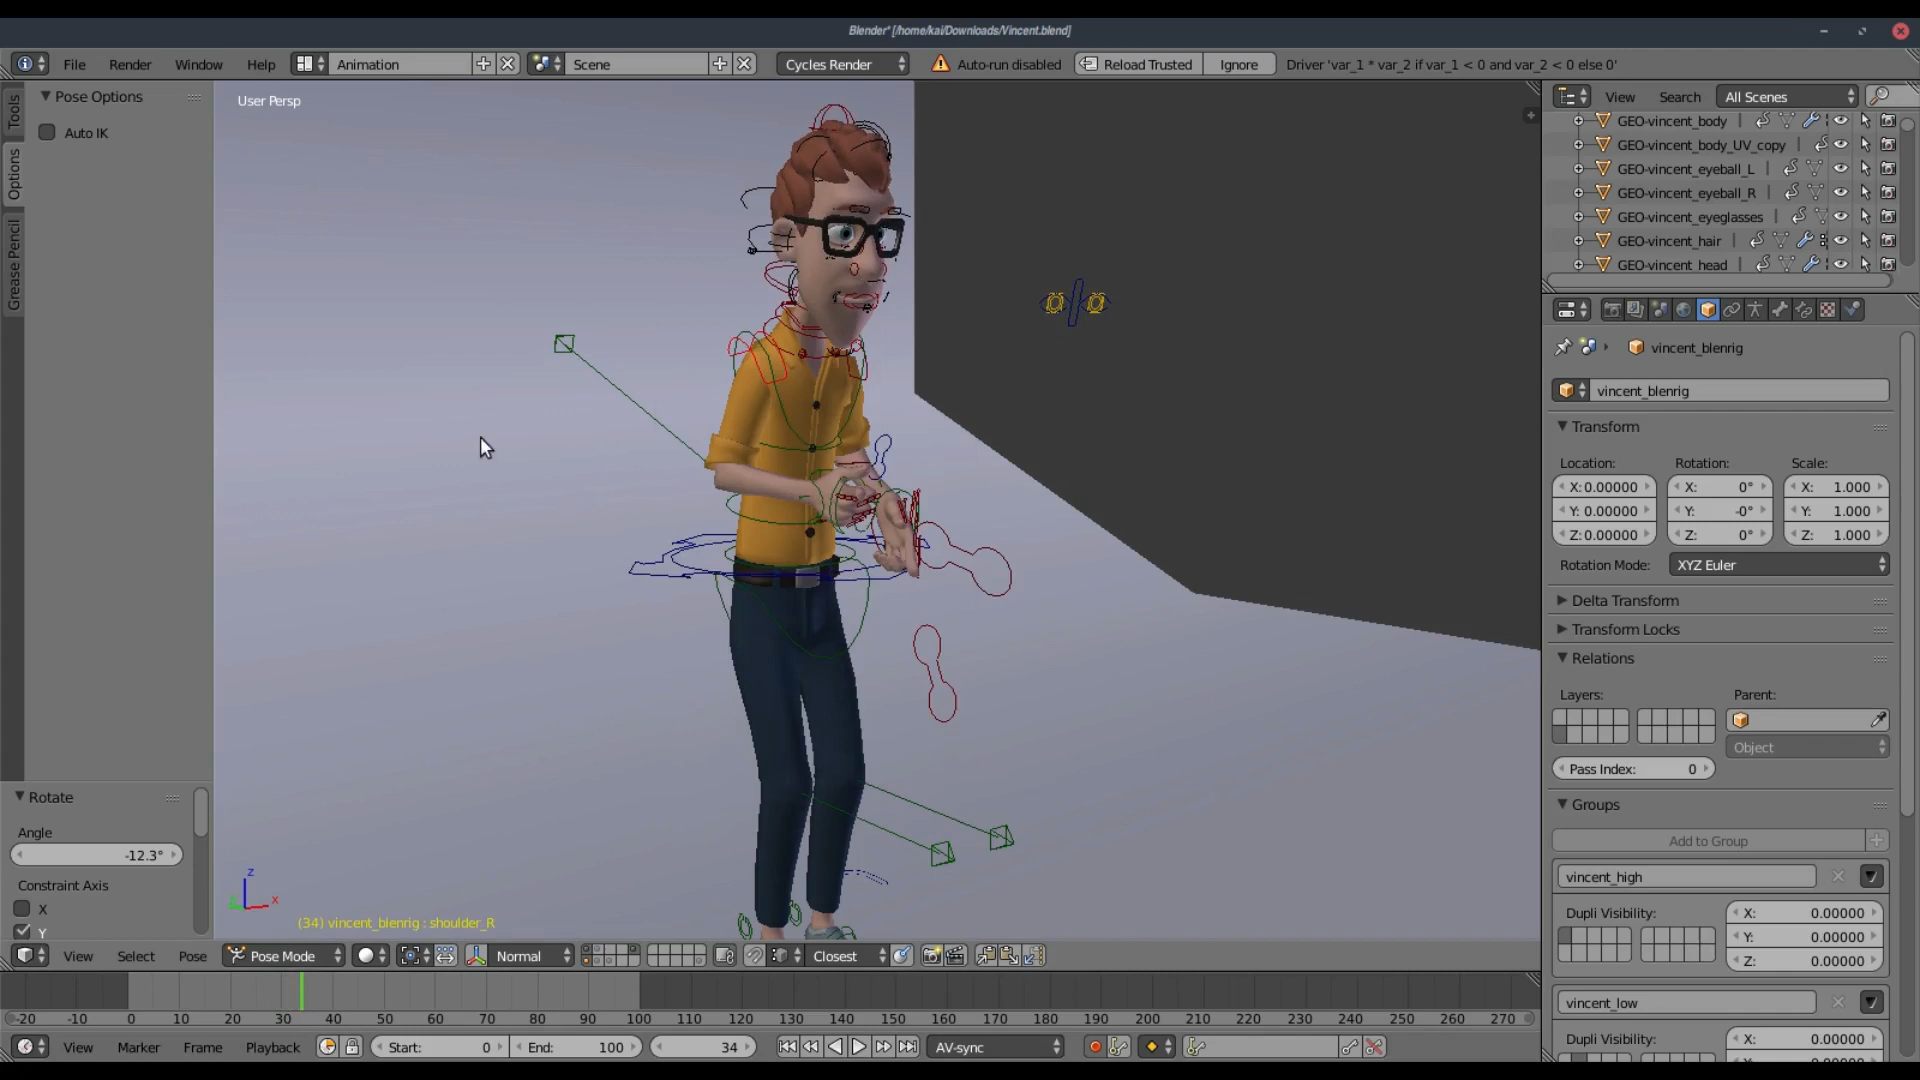 Blender* [/home/kai/Downloads/Vincent.blend]
File Render Window Help Animation Scene Cycles Render Auto-run disabled Reload Trusted Ignore Driver 'var_1 * var_2 if var_1 < 0 and var_2 < 0 else 0'
Tools
Options
Grease Pencil
Pose Options
Auto IK
User Persp
View Search All Scenes
GEO-vincent_body
GEO-vincent_body_UV_copy
GEO-vincent_eyeball_L
GEO-vincent_eyeball_R
GEO-vincent_eyeglasses
GEO-vincent_hair
GEO-vincent_head
vincent_blenrig
vincent_blenrig
Transform
Location: Rotation: Scale:
X: 0.00000 X: 0° X: 1.000
Y: 0.00000 Y: -0° Y: 1.000
Z: 0.00000 Z: 0° Z: 1.000
Rotation Mode: XYZ Euler
Delta Transform
Transform Locks
Relations
Layers: Parent:
Object
Pass Index: 0
Groups
Add to Group
vincent_high
Dupli Visibility: X: 0.00000
Y: 0.00000
Z: 0.00000
vincent_low
Dupli Visibility: X: 0.00000
Rotate
Angle
-12.3°
Constraint Axis
X
Y
z
x
(34) vincent_blenrig : shoulder_R
View Select Pose Pose Mode Normal Closest
-20 -10 0 10 20 30 40 50 60 70 80 90 100 110 120 130 140 150 160 170 180 190 200 210 220 230 240 250 260 270
View Marker Frame Playback Start: 0 End: 100 34 AV-sync